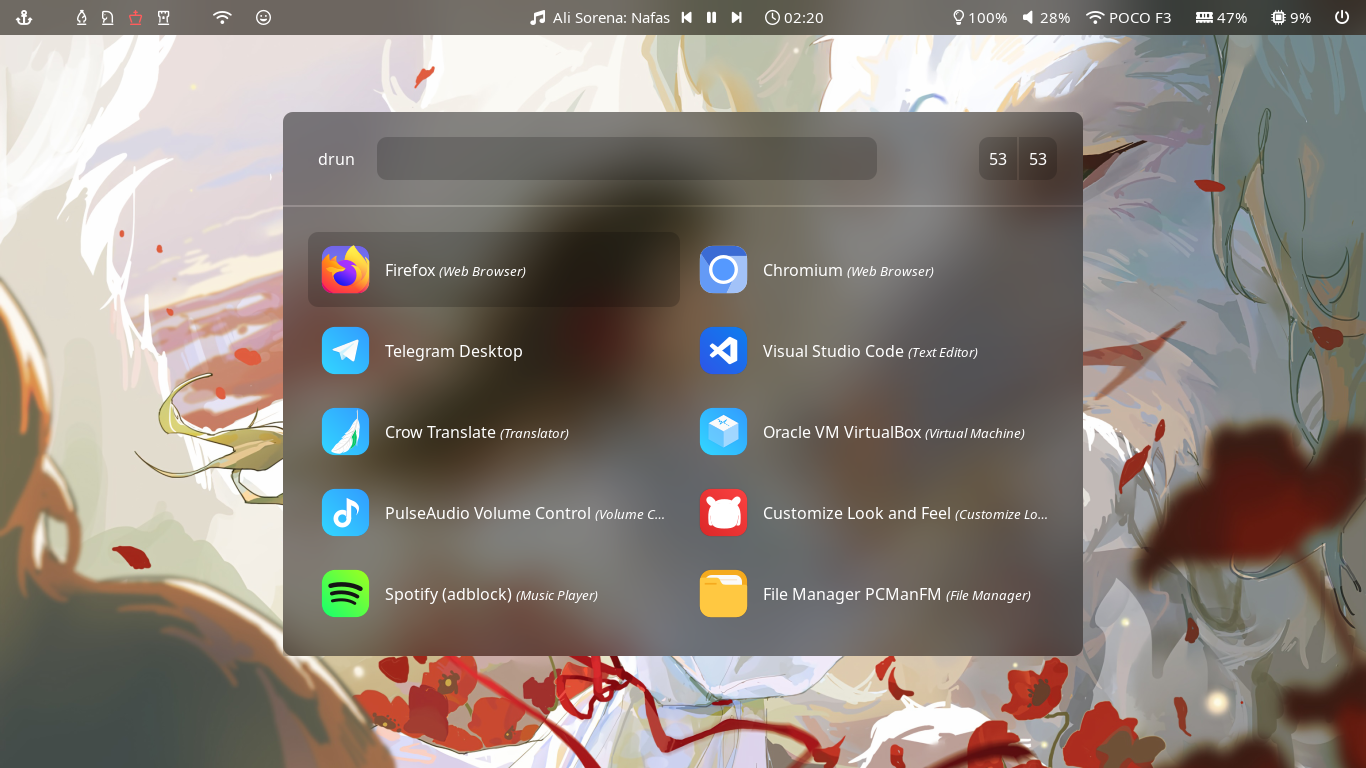 Ali Sorena: Nafas 02:20 100% 28% POCO F3 47% 9%
drun 53 53
Firefox (Web Browser)
Chromium (Web Browser)
Telegram Desktop
Visual Studio Code (Text Editor)
Crow Translate (Translator)
Oracle VM VirtualBox (Virtual Machine)
PulseAudio Volume Control (Volume C...
Customize Look and Feel (Customize Lo...
Spotify (adblock) (Music Player)
File Manager PCManFM (File Manager)